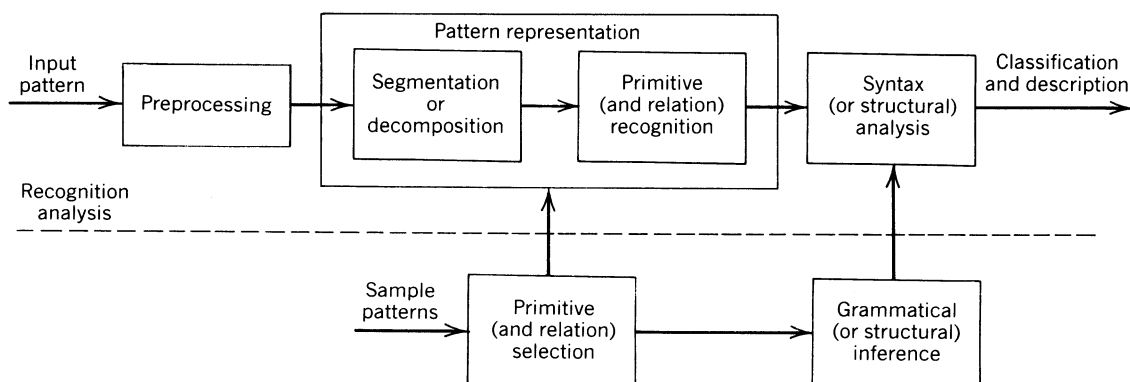 Pattern representation
Input
pattern
Preprocessing
Segmentation
or
decomposition
Primitive
(and relation)
recognition
Syntax
(or structural)
analysis
Classification
and description
Recognition
analysis
Sample
patterns
Primitive
(and relation)
selection
Grammatical
(or structural)
inference